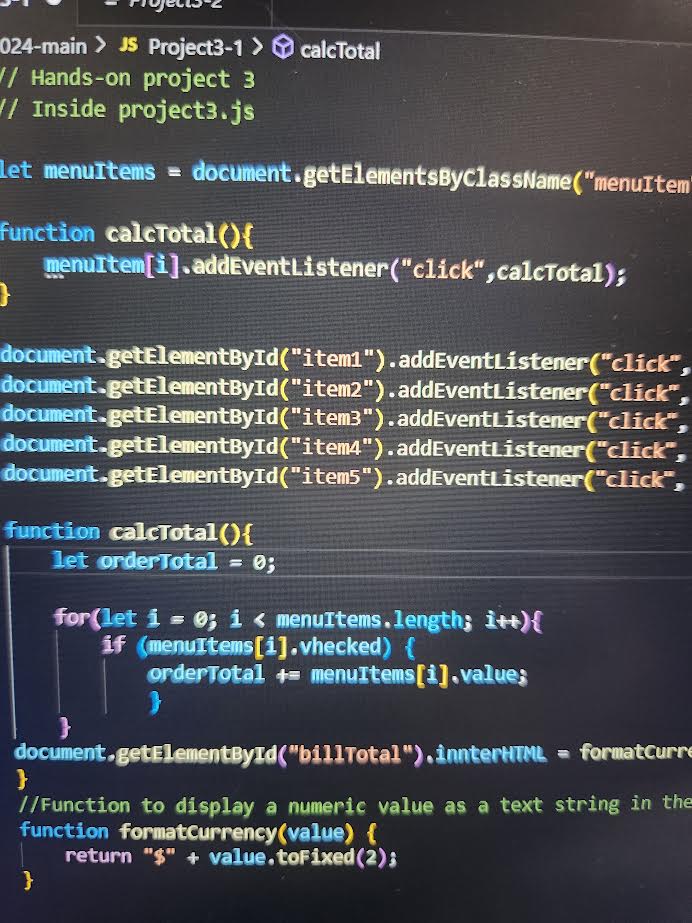 Project3-2
024-main > JS Project3-1 > calcTotal
// Hands-on project 3
// Inside project3.js
let menuItems = document.getElementsByClassName("menuItem"
function calcTotal(){
menuItem[i].addEventListener("click",calcTotal);
}
document.getElementById("item1").addEventListener("click",
document.getElementById("item2").addEventListener("click",
document.getElementById("item3").addEventListener("click",
document.getElementById("item4").addEventListener("click",
document.getElementById("item5").addEventListener("click",
function calcTotal(){
let orderTotal = 0;
for(let i = 0; i < menuItems.length; i++){
if (menuItems[i].vhecked) {
orderTotal += menuItems[i].value;
}
}
document.getElementById("billTotal").innterHTML = formatCurre
}
//Function to display a numeric value as a text string in the
function formatCurrency(value) {
return "$" + value.toFixed(2);
}